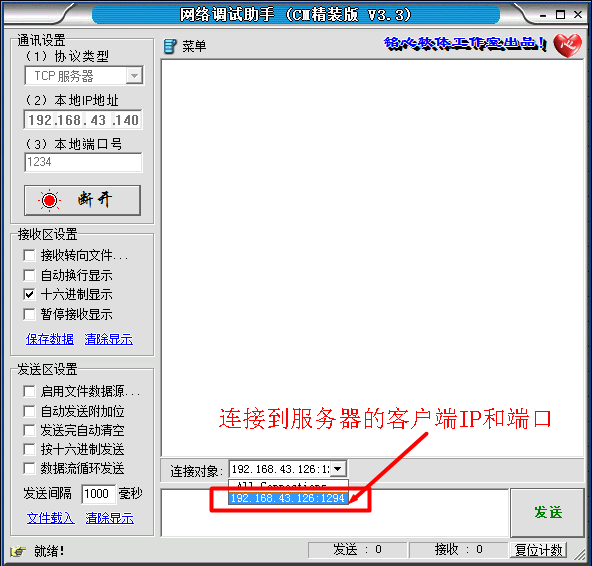 网络调试助手 (CM精装版 V3.3)
通讯设置
(1) 协议类型
TCP 服务器
(2) 本地IP地址
192.168.43 .140
(3) 本地端口号
1234
断开
接收区设置
接收转向文件...
自动换行显示
十六进制显示
暂停接收显示
保存数据 清除显示
发送区设置
启用文件数据源...
自动发送附加位
发送完自动清空
按十六进制发送
数据流循环发送
发送间隔 1000 毫秒
文件载入 清除显示
菜单
铭心软体工作室出品!
连接到服务器的客户端IP和端口
连接对象: 192.168.43.126:12
All Connections
192.168.43.126:1294
发送
就绪!
发送 : 0
接收 : 0
复位计数